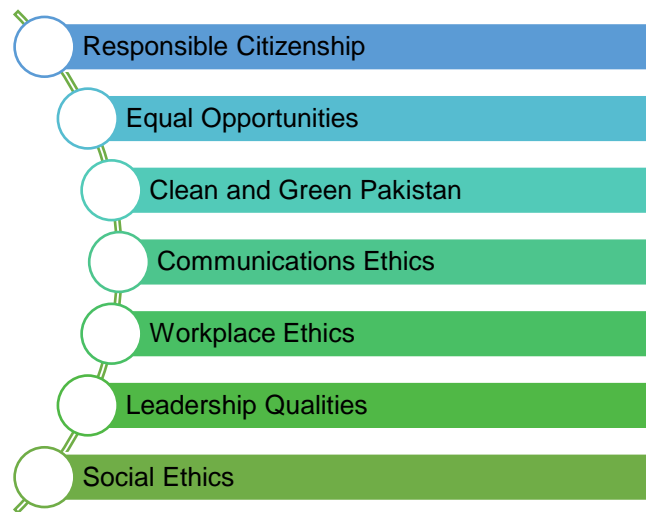 Responsible Citizenship
Equal Opportunities
Clean and Green Pakistan
Communications Ethics
Workplace Ethics
Leadership Qualities
Social Ethics